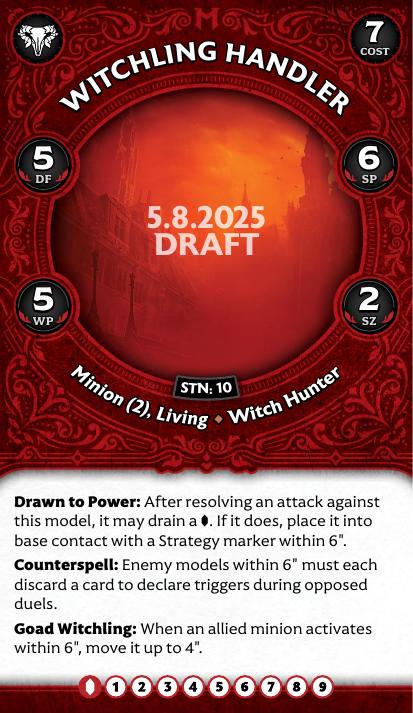 7
COST
WITCHLING HANDLER
5
DF
6
SP
5.8.2025
DRAFT
5
WP
2
SZ
STN: 10
Minion (2), Living ♦ Witch Hunter
Drawn to Power: After resolving an attack against
this model, it may drain a ⬮. If it does, place it into
base contact with a Strategy marker within 6".
Counterspell: Enemy models within 6" must each
discard a card to declare triggers during opposed
duels.
Goad Witchling: When an allied minion activates
within 6", move it up to 4".
1 2 3 4 5 6 7 8 9